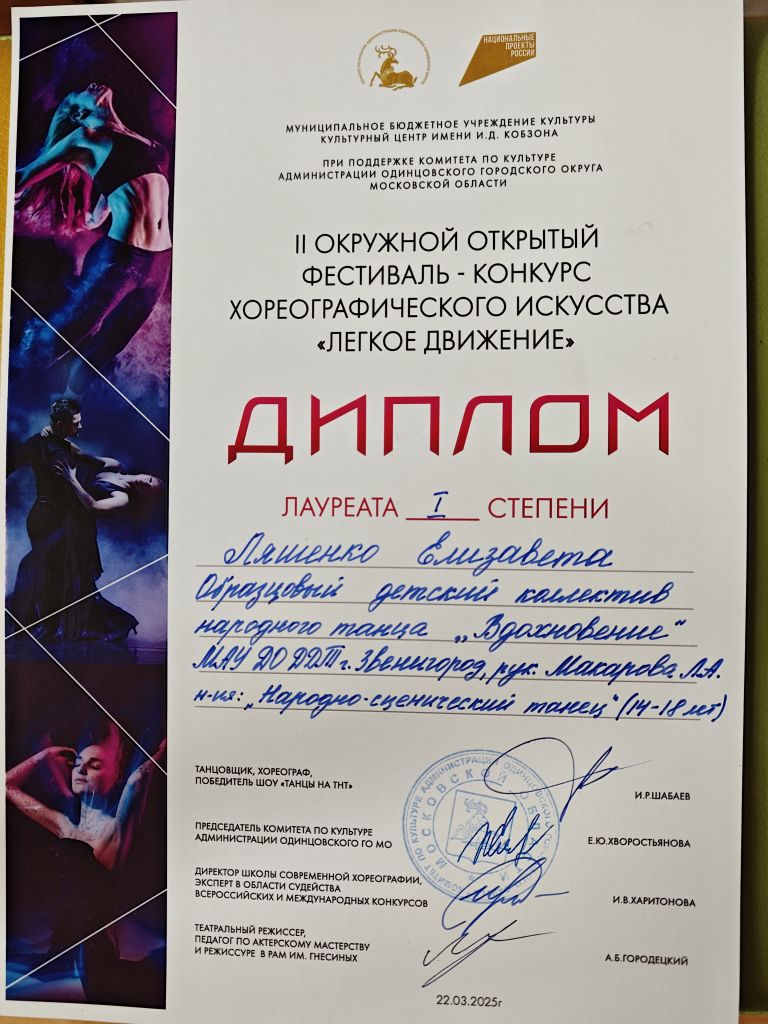 НАЦИОНАЛЬНЫЕ
ПРОЕКТЫ
РОССИИ
МУНИЦИПАЛЬНОЕ БЮДЖЕТНОЕ УЧРЕЖДЕНИЕ КУЛЬТУРЫ
КУЛЬТУРНЫЙ ЦЕНТР ИМЕНИ И.Д. КОБЗОНА
ПРИ ПОДДЕРЖКЕ КОМИТЕТА ПО КУЛЬТУРЕ
АДМИНИСТРАЦИИ ОДИНЦОВСКОГО ГОРОДСКОГО ОКРУГА
МОСКОВСКОЙ ОБЛАСТИ
II ОКРУЖНОЙ ОТКРЫТЫЙ
ФЕСТИВАЛЬ - КОНКУРС
ХОРЕОГРАФИЧЕСКОГО ИСКУССТВА
«ЛЕГКОЕ ДВИЖЕНИЕ»
ДИПЛОМ
ЛАУРЕАТА I СТЕПЕНИ
Ляшенко Елизавета
Образцовый детский коллектив
народного танца „Вдохновение"
МАУ ДО ДДТ г. Звенигород, рук. Макарова Л.А.
н-ия: „Народно-сценический танец" (14-18 лет)
ТАНЦОВЩИК, ХОРЕОГРАФ,
ПОБЕДИТЕЛЬ ШОУ «ТАНЦЫ НА ТНТ»
И.Р.ШАБАЕВ
ПРЕДСЕДАТЕЛЬ КОМИТЕТА ПО КУЛЬТУРЕ
АДМИНИСТРАЦИИ ОДИНЦОВСКОГО ГО МО
Е.Ю.ХВОРОСТЬЯНОВА
ДИРЕКТОР ШКОЛЫ СОВРЕМЕННОЙ ХОРЕОГРАФИИ,
ЭКСПЕРТ В ОБЛАСТИ СУДЕЙСТВА
ВСЕРОССИЙСКИХ И МЕЖДУНАРОДНЫХ КОНКУРСОВ
И.В.ХАРИТОНОВА
ТЕАТРАЛЬНЫЙ РЕЖИССЕР,
ПЕДАГОГ ПО АКТЕРСКОМУ МАСТЕРСТВУ
И РЕЖИССУРЕ В РАМ ИМ. ГНЕСИНЫХ
А.Б.ГОРОДЕЦКИЙ
22.03.2025г